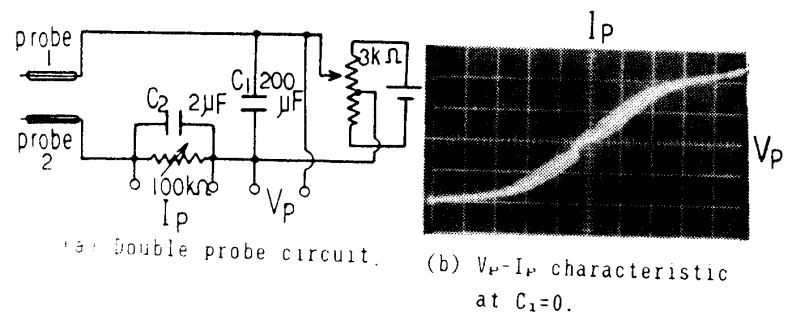 probe
1
probe
2
C₂
2μF
C₁
200
μF
3kΩ
100kΩ
Iₚ
Vₚ
(a) Double probe circuit.
Iₚ
Vₚ
(b) Vₚ-Iₚ characteristic
at C₁=0.